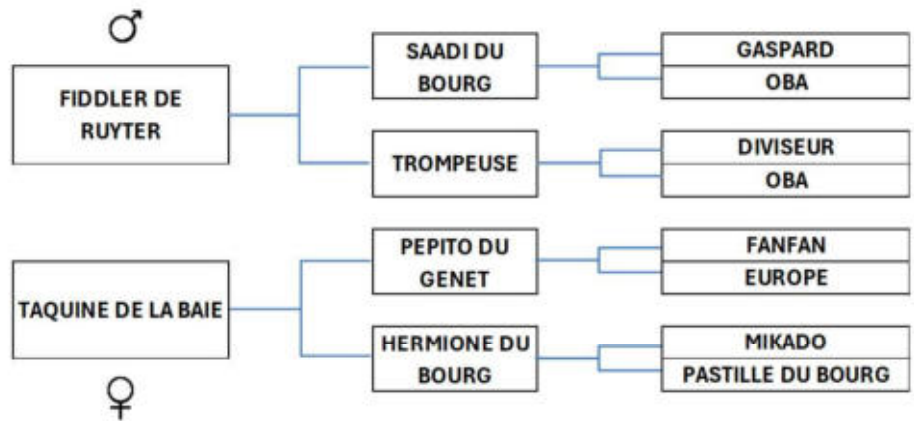 ♂
FIDDLER DE
RUYTER
SAADI DU
BOURG
GASPARD
OBA
TROMPEUSE
DIVISEUR
OBA
TAQUINE DE LA BAIE
PEPITO DU
GENET
FANFAN
EUROPE
HERMIONE DU
BOURG
MIKADO
PASTILLE DU BOURG
♀